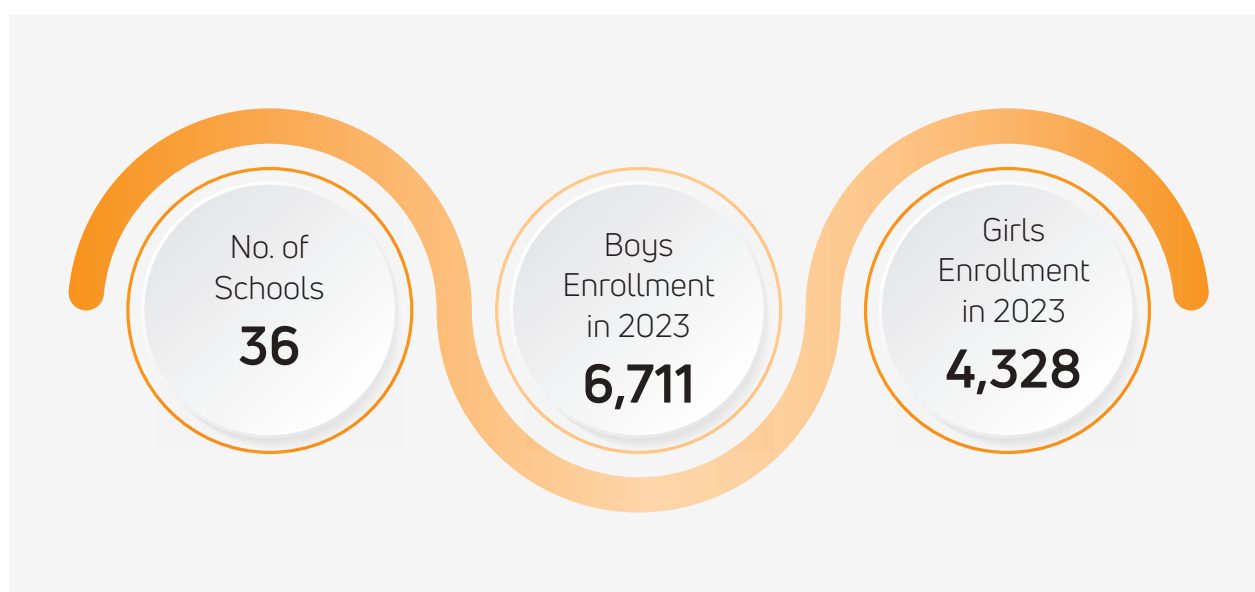 No. of
Schools
36
Boys
Enrollment
in 2023
6,711
Girls
Enrollment
in 2023
4,328